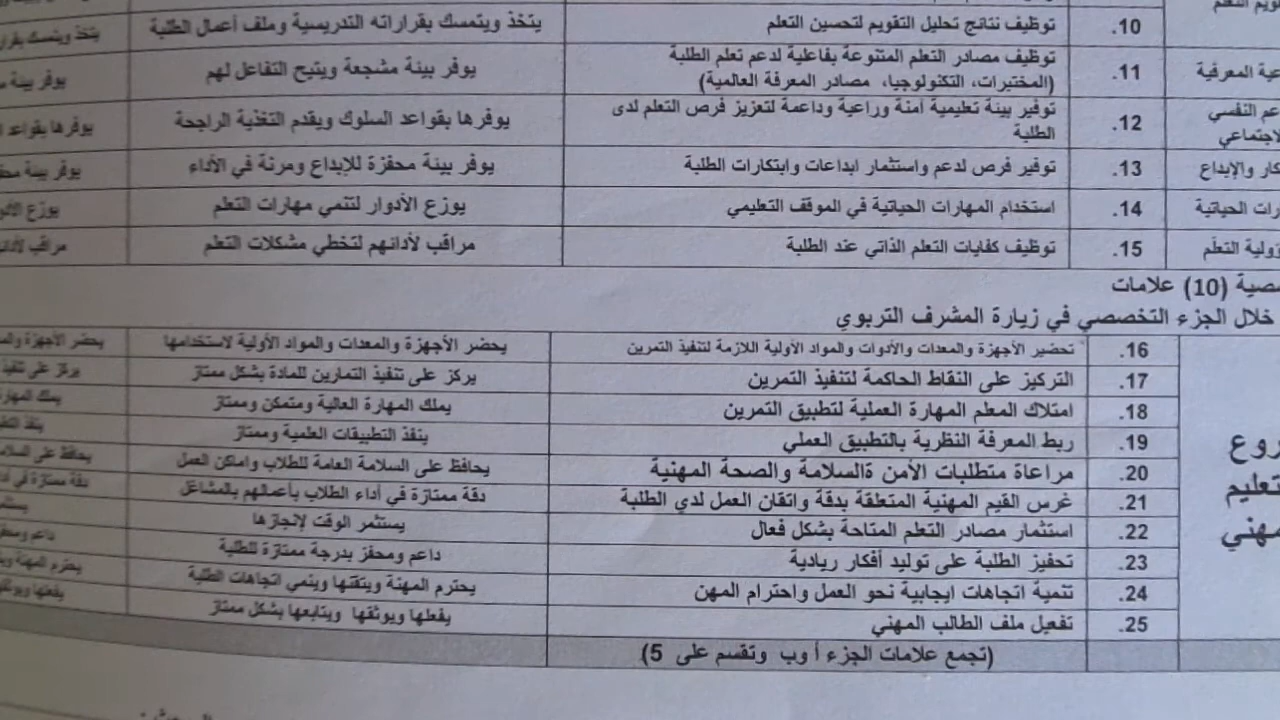 10. توظيف نتائج تحليل التقويم لتحسين التعلم يتخذ ويتمسك بقراراته التدريسية وملف أعمال الطلبة
11. توظيف مصادر التعلم المتنوعة بفاعلية لدعم تعلم الطلبة
(المختبرات، التكنولوجيا، مصادر المعرفة العالمية) يوفر بيئة مشجعة ويتيح التفاعل لهم
12. توفير بيئة تعليمية آمنة وراعية وداعمة لتعزيز فرص التعلم لدى
الطلبة يوفرها بقواعد السلوك ويقدم التغذية الراجحة
13. توفير فرص لدعم واستثمار ابداعات وابتكارات الطلبة يوفر بيئة محفزة للإبداع ومرنة في الأداء
14. استخدام المهارات الحياتية في الموقف التعليمي يوزع الأدوار لتنمي مهارات التعلم
15. توظيف كفايات التعلم الذاتي عند الطلبة مراقب لأدائهم لتخطي مشكلات التعلم
(10) علامات
خلال الجزء التخصصي في زيارة المشرف التربوي
16. تحضير الأجهزة والمعدات والأدوات والمواد الأولية اللازمة لتنفيذ التمرين يحضر الأجهزة والمعدات والمواد الأولية لاستخدامها
17. التركيز على النقاط الحاكمة لتنفيذ التمرين يركز على تنفيذ التمارين للمادة بشكل ممتاز
18. امتلاك المعلم المهارة العملية لتطبيق التمرين يملك المهارة العالية ومتمكن وممتاز
19. ربط المعرفة النظرية بالتطبيق العملي ينفذ التطبيقات العلمية وممتاز
20. مراعاة متطلبات الأمن ةالسلامة والصحة المهنية يحافظ على السلامة العامة للطلاب واماكن العمل
21. غرس القيم المهنية المتعلقة بدقة واتقان العمل لدي الطلبة دقة ممتازة في أداء الطلاب بأعمالهم بالمشاغل
22. استثمار مصادر التعلم المتاحة بشكل فعال يستثمر الوقت لإنجازها
23. تحفيز الطلبة على توليد أفكار ريادية داعم ومحفز بدرجة ممتازة للطلبة
24. تنمية اتجاهات ايجابية نحو العمل واحترام المهن يحترم المهنة ويتقنها وينمي اتجاهات الطلبة
25. تفعيل ملف الطالب المهني يفعلها ويوثقها ويتابعها بشكل ممتاز
(تجمع علامات الجزء أ وب وتقسم على 5)